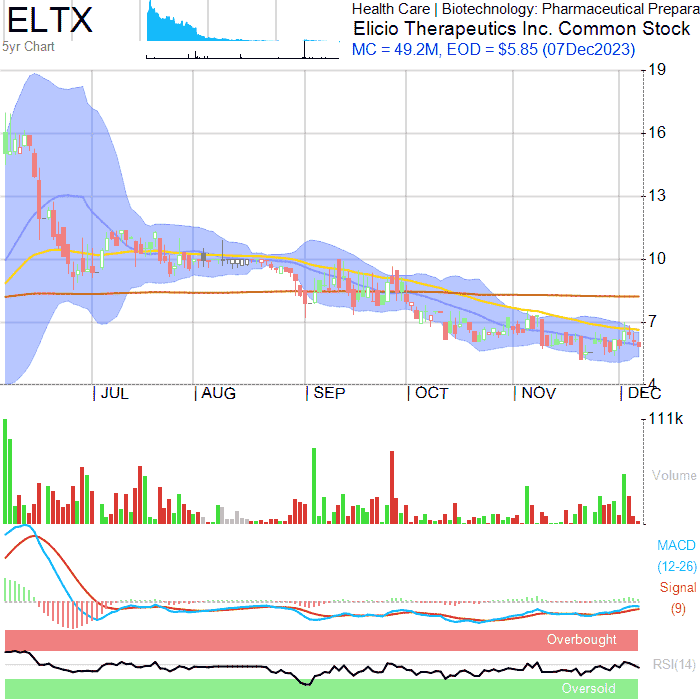 ELTX
5yr Chart
Health Care | Biotechnology: Pharmaceutical Prepara
Elicio Therapeutics Inc. Common Stock
MC = 49.2M, EOD = $5.85 (07Dec2023)
19
16
13
10
7
4
JUL
AUG
SEP
OCT
NOV
DEC
111k
Volume
MACD
(12-26)
Signal
(9)
Overbought
RSI(14)
Oversold